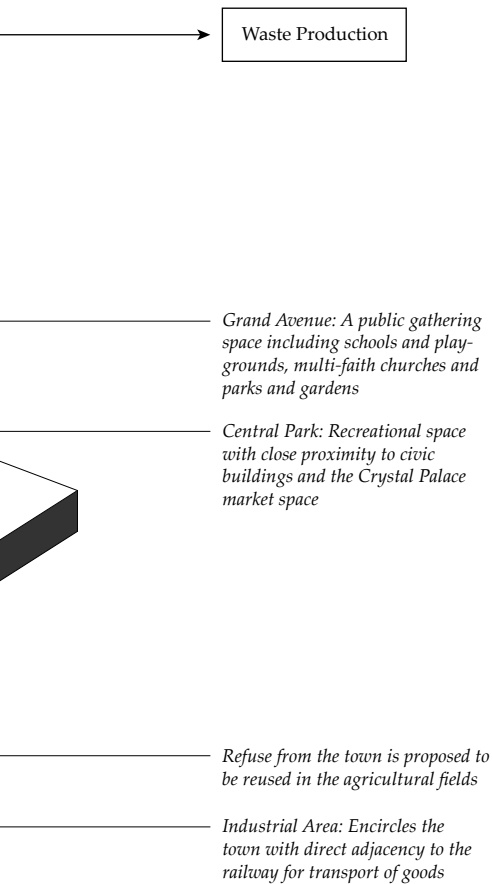 Waste Production
Grand Avenue: A public gathering
space including schools and play-
grounds, multi-faith churches and
parks and gardens
Central Park: Recreational space
with close proximity to civic
buildings and the Crystal Palace
market space
Refuse from the town is proposed to
be reused in the agricultural fields
Industrial Area: Encircles the
town with direct adjacency to the
railway for transport of goods